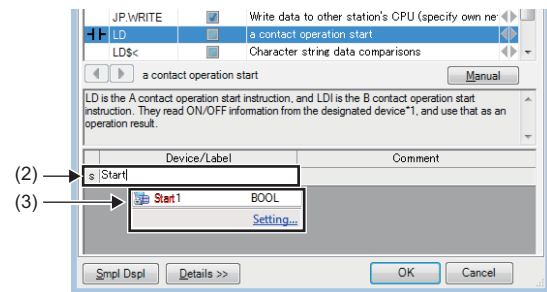 JP.WRITE Write data to other station's CPU (specify own ne
LD a contact operation start
LD$< Character string data comparisons
a contact operation start Manual
LD is the A contact operation start instruction, and LDI is the B contact operation start
instruction. They read ON/OFF information from the designated device*1, and use that as an
operation result.
Device/Label Comment
(2) s Start
(3) Start1 BOOL
Setting...
Smpl Dspl Details >> OK Cancel